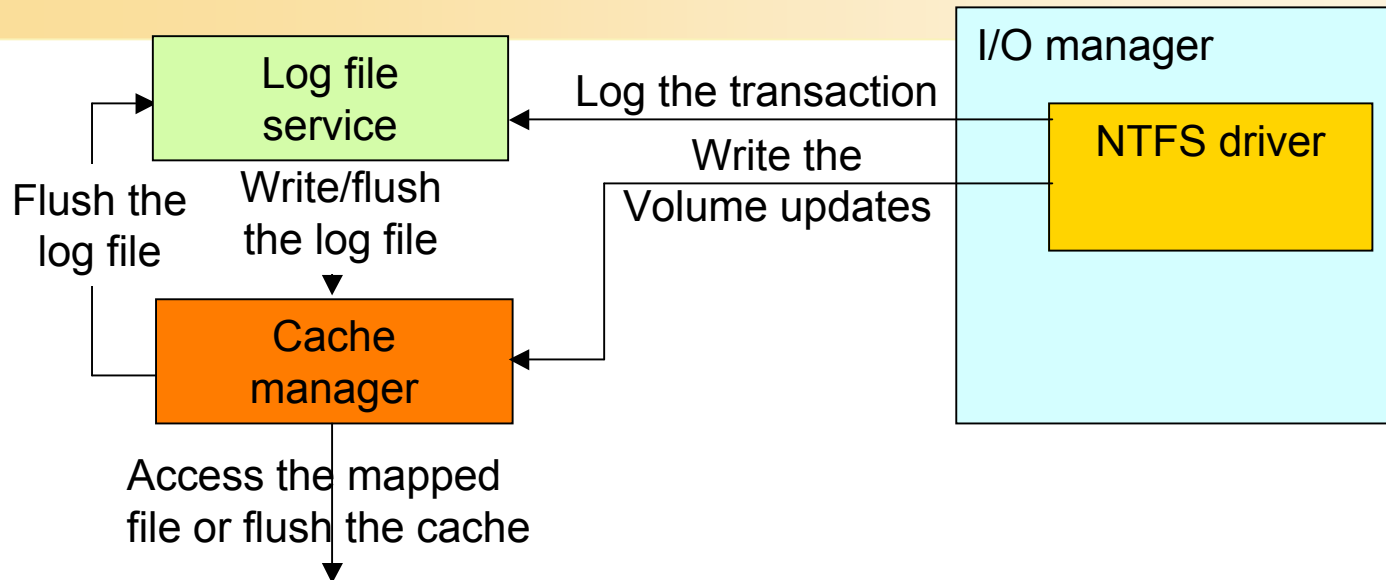 I/O manager
Log file
service
Log the transaction
NTFS driver
Write the
Volume updates
Flush the
log file
Write/flush
the log file
Cache
manager
Access the mapped
file or flush the cache